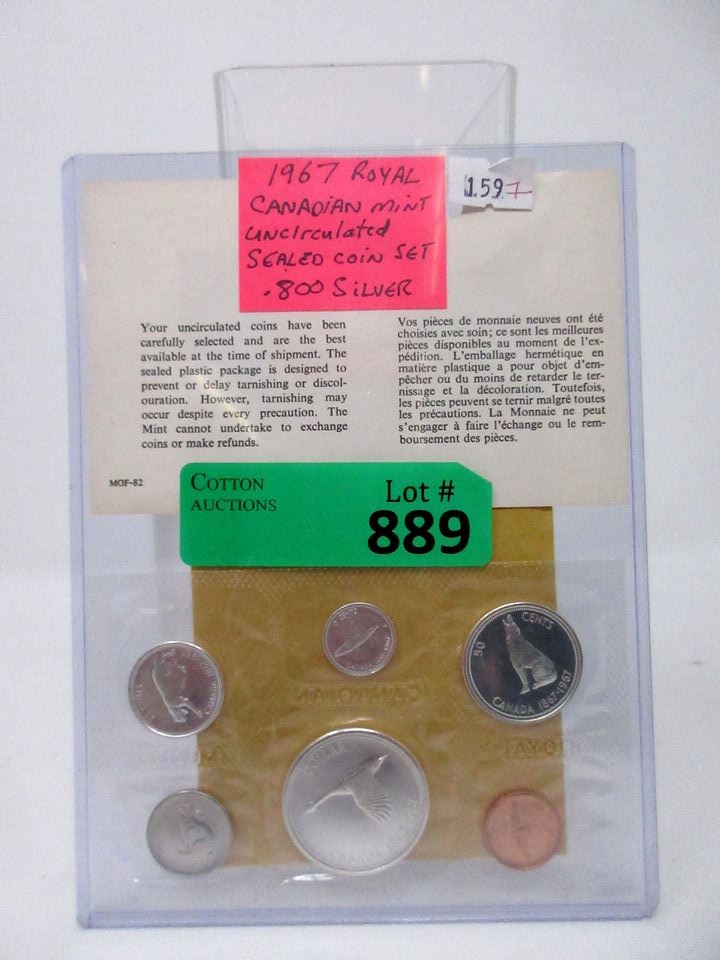 1967 ROYAL
CANADIAN MINT
UNCIRCULATED
SEALED COIN SET
.800 SILVER
159
Your uncirculated coins have been
carefully selected and are the best
available at the time of shipment. The
sealed plastic package is designed to
prevent or delay tarnishing or discol-
ouration. However, tarnishing may
occur despite every precaution. The
Mint cannot undertake to exchange
coins or make refunds.
Vos pièces de monnaie neuves ont été
choisies avec soin; ce sont les meilleures
pièces disponibles au moment de l'ex-
pédition. L'emballage hermétique en
matière plastique a pour objet d'em-
pêcher ou du moins de retarder le ter-
nissage et la décoloration. Toutefois,
les pièces peuvent se ternir malgré toutes
les précautions. La Monnaie ne peut
s'engager à faire l'échange ou le rem-
boursement des pièces.
MOF-82
COTTON
AUCTIONS
Lot #
889
50 CENTS
CANADA 1867-1967
DOLLAR